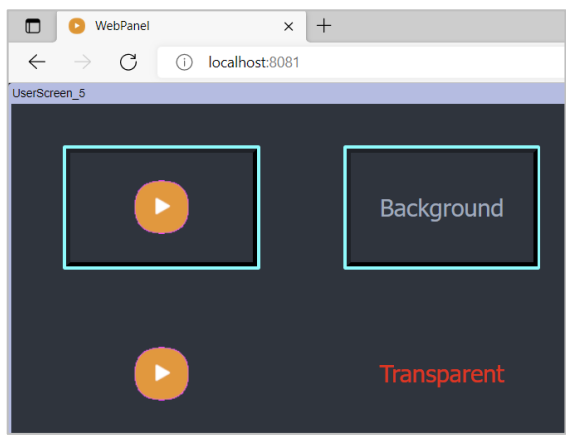 WebPanel
localhost:8081
UserScreen_5
Background
Transparent